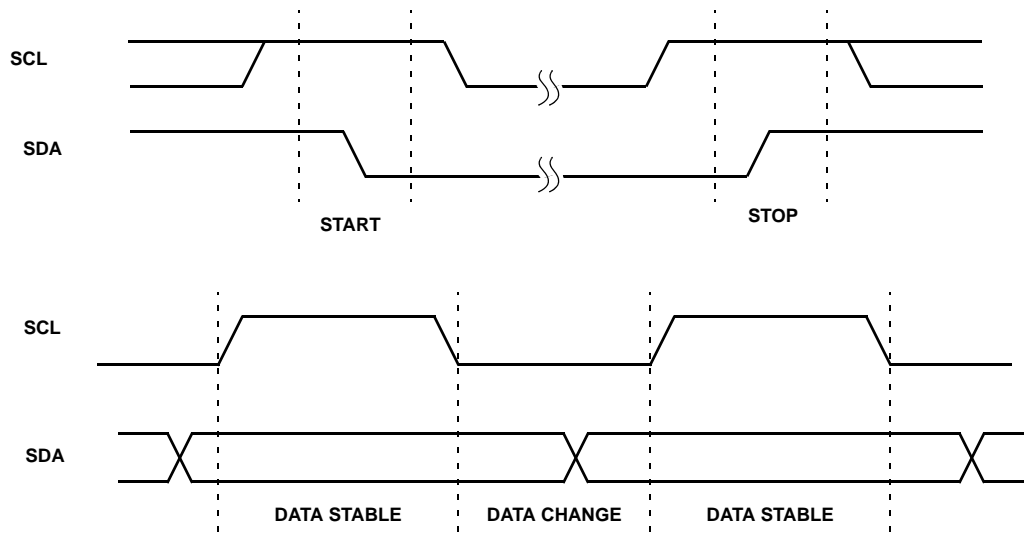 SCL
SDA
START
STOP
SCL
SDA
DATA STABLE
DATA CHANGE
DATA STABLE